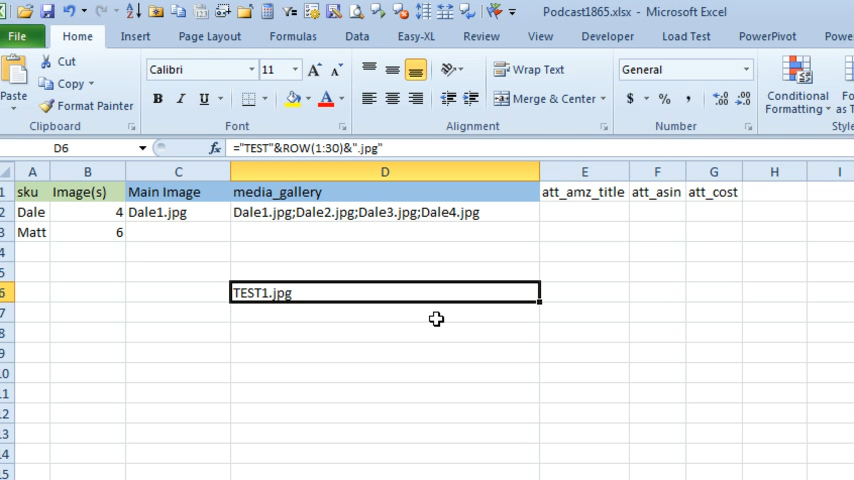 Podcast1865.xlsx - Microsoft Excel
File Home Insert Page Layout Formulas Data Easy-XL Review View Developer Load Test PowerPivot Powe
Cut
Copy
Format Painter
Paste
Clipboard
Calibri 11 A A
B I U A
Font
Wrap Text
Merge & Center
Alignment
General
$ % ,
Number
Conditional
Formatting
Style
D6 fx ="TEST"&ROW(1:30)&".jpg"
A B C D E F G H I
1 sku Image(s) Main Image media_gallery att_amz_title att_asin att_cost
2 Dale 4 Dale1.jpg Dale1.jpg;Dale2.jpg;Dale3.jpg;Dale4.jpg
3 Matt 6
4
5
6 TEST1.jpg
7
8
9
10
11
12
13
14
15